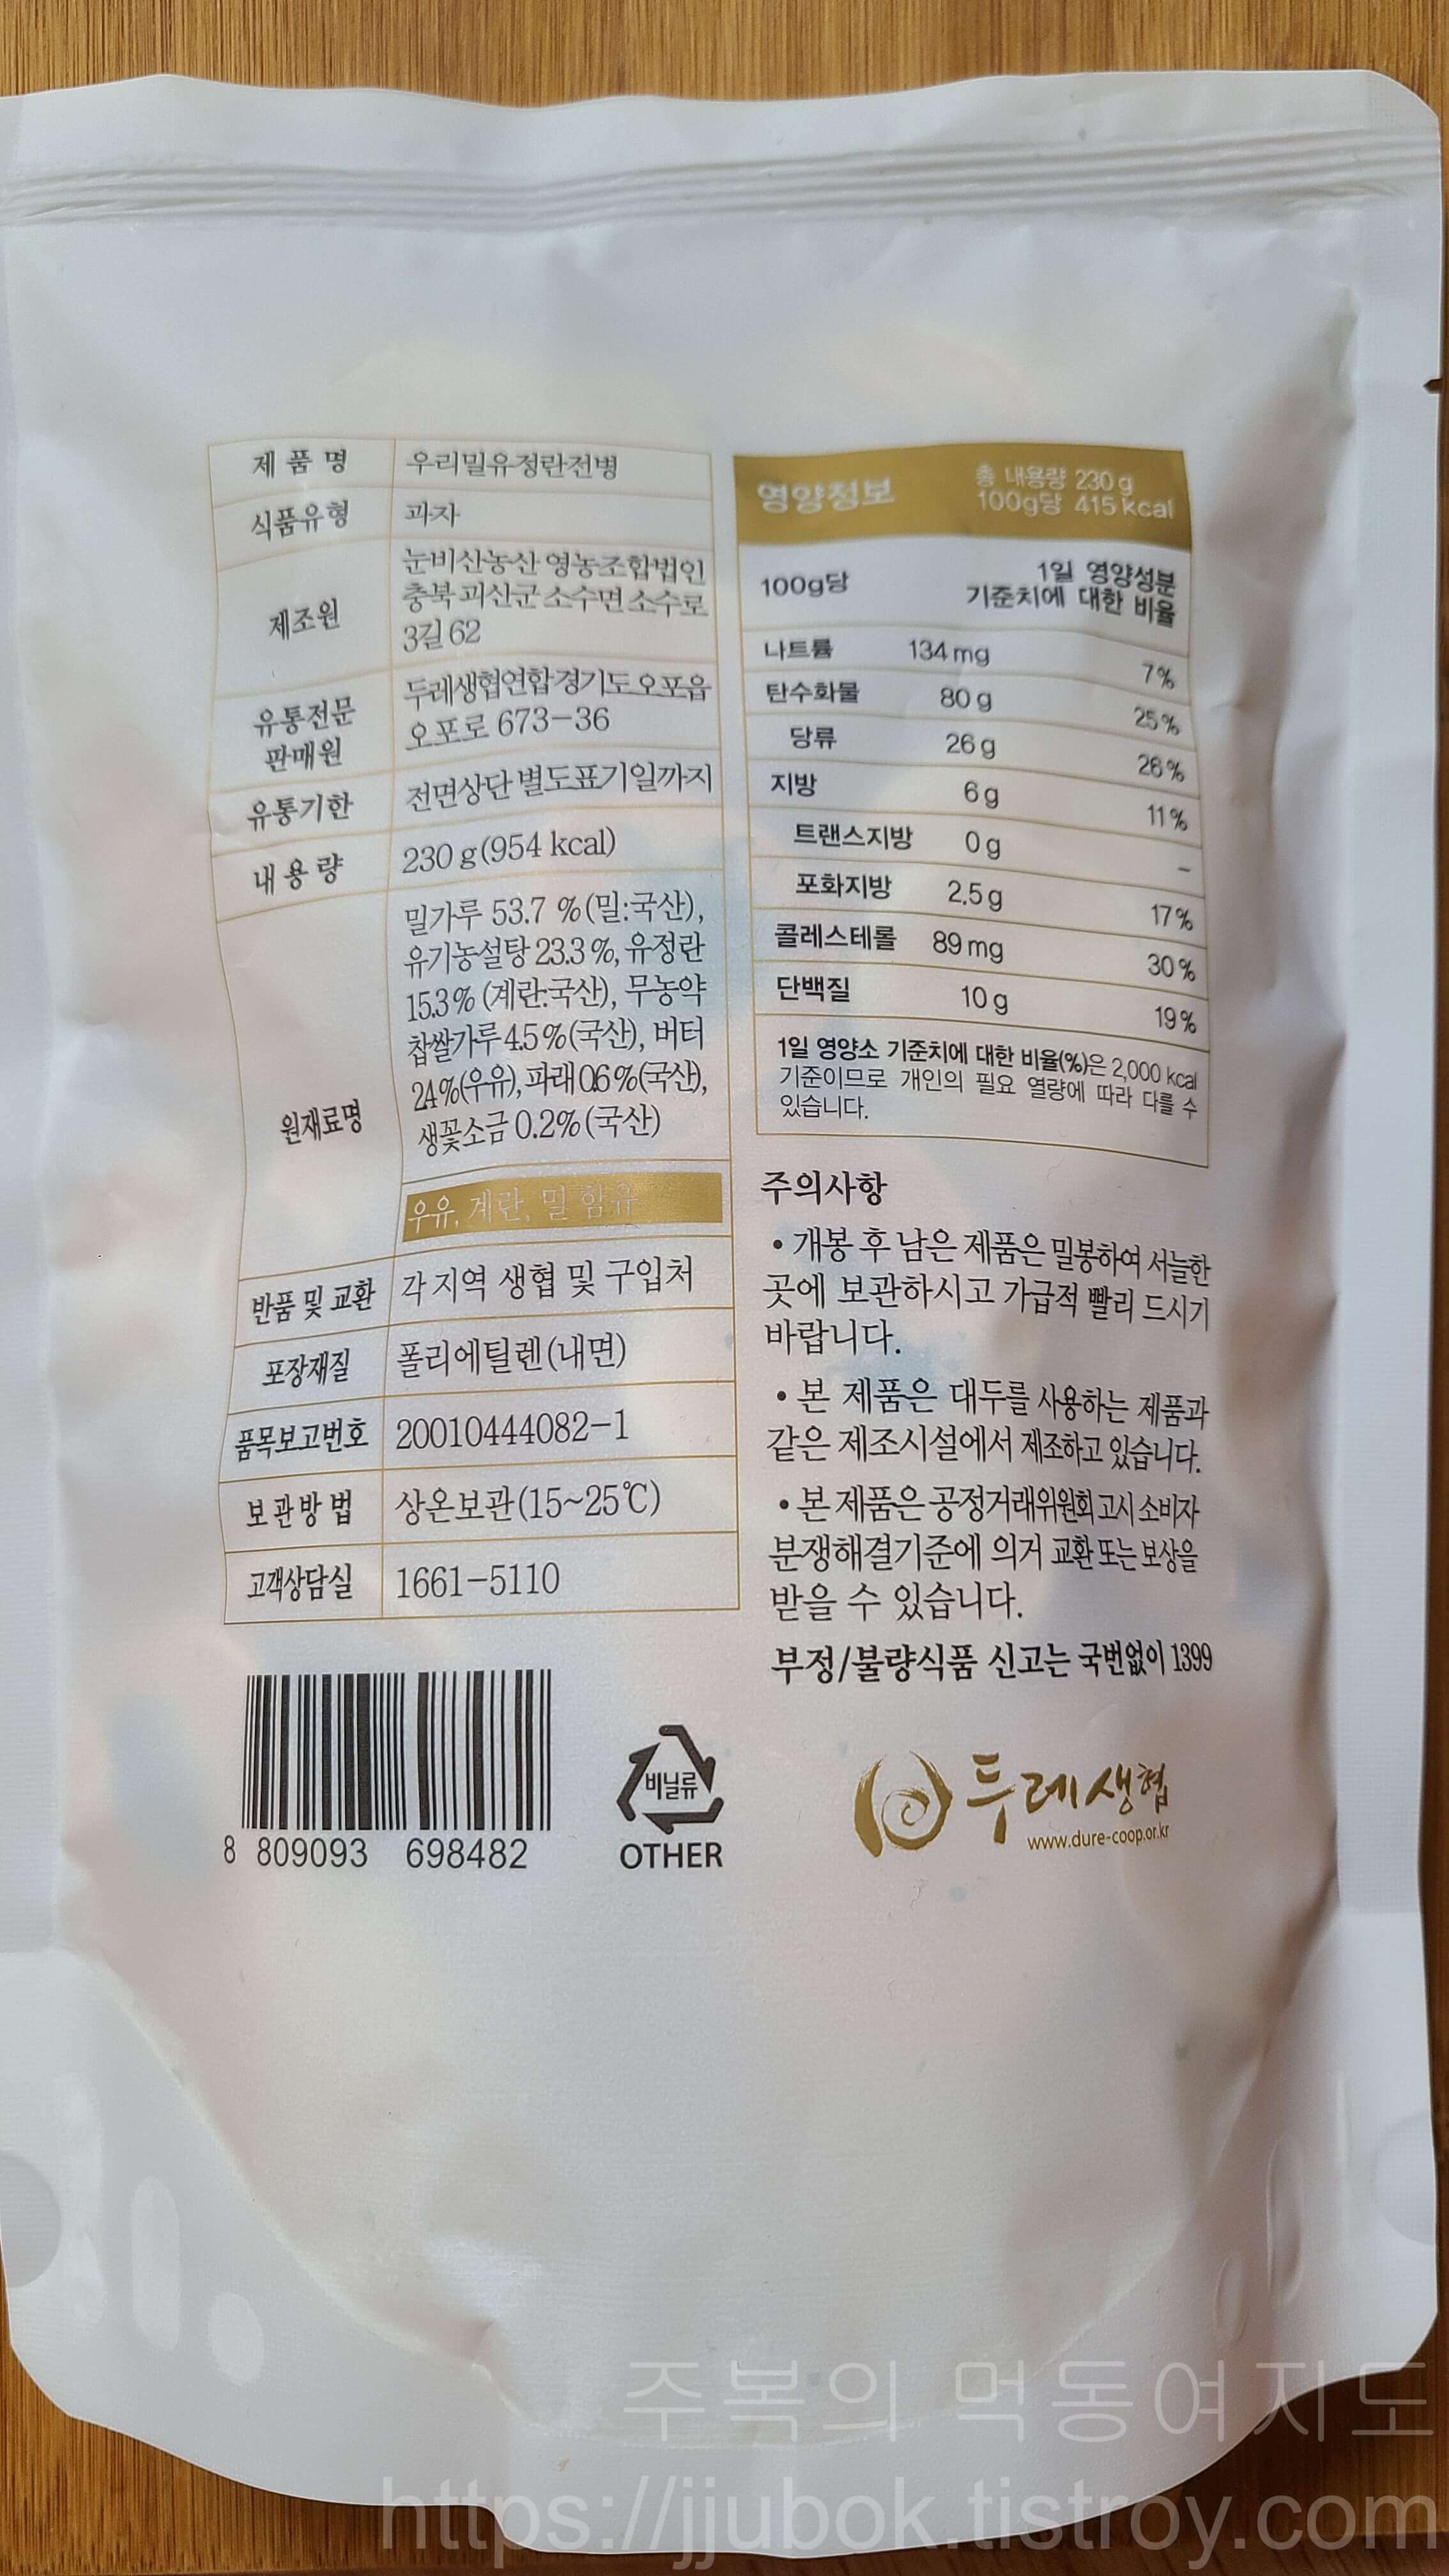 제 품 명 우리밀유정란전병
식품유형 과자
제조원
눈비산농산 영농조합법인
충북 괴산군 소수면 소수로
3길 62
유통전문
판매원
두레생협연합 경기도 오포읍
오포로 673-36
유통기한 전면상단 별도표기일까지
내 용 량 230 g(954 kcal)
원재료명
밀가루 53.7 %(밀:국산),
유기농설탕 23.3 %, 유정란
15.3% (계란:국산), 무농약
찹쌀가루 4.5 %(국산), 버터
2.4%(우유), 파래 0.6 %(국산),
생꽃소금 0.2% (국산)
우유, 계란, 밀 함유
반품 및 교환 각 지역 생협 및 구입처
포장재질 폴리에틸렌(내면)
품목보고번호 20010444082-1
보관방법 상온보관(15~25℃)
고객상담실 1661-5110
8 809093 698482
비닐류
OTHER
영양정보
총 내용량 230 g
100g당 415 kcal
100g당
1일 영양성분
기준치에 대한 비율
나트륨 134 mg 7 %
탄수화물 80 g 25 %
당류 26 g 26 %
지방 6 g 11 %
트랜스지방 0 g -
포화지방 2.5 g 17 %
콜레스테롤 89 mg 30 %
단백질 10 g 19 %
1일 영양소 기준치에 대한 비율(%)은 2,000 kcal
기준이므로 개인의 필요 열량에 따라 다를 수
있습니다.
주의사항
• 개봉 후 남은 제품은 밀봉하여 서늘한
곳에 보관하시고 가급적 빨리 드시기
바랍니다.
• 본 제품은 대두를 사용하는 제품과
같은 제조시설에서 제조하고 있습니다.
• 본 제품은 공정거래위원회 고시 소비자
분쟁해결기준에 의거 교환 또는 보상을
받을 수 있습니다.
부정/불량식품 신고는 국번없이 1399
두레생협
www.dure-coop.or.kr
주복의 먹동여지도
https://jjubok.tistroy.com